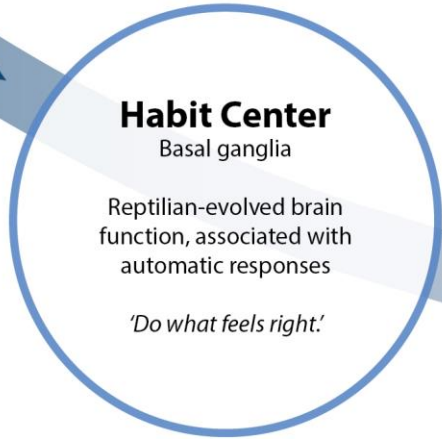 Habit Center
Basal ganglia
Reptilian-evolved brain
function, associated with
automatic responses
‘Do what feels right.’